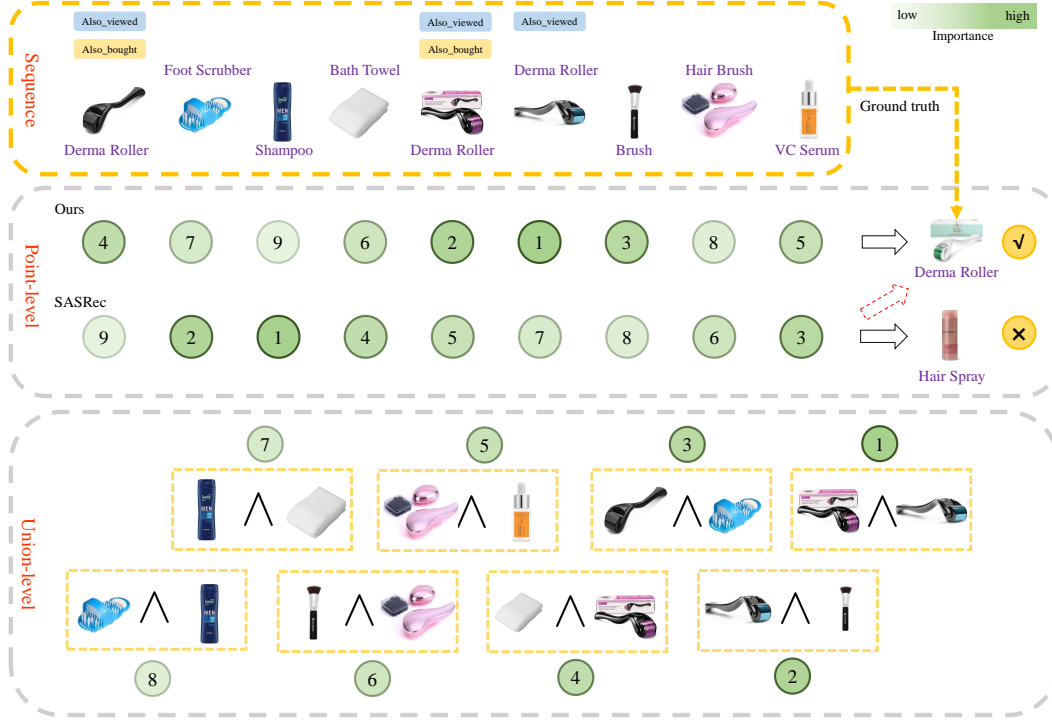 Also_viewed
Also_viewed
Also_viewed
low
high
Importance
Also_bought
Also_bought
Sequence
Foot Scrubber
Bath Towel
Derma Roller
Hair Brush
MEN
Ground truth
Derma Roller
Shampoo
Derma Roller
Brush
VC Serum
Point-level
Ours
4
7
9
6
2
1
3
8
5
√
Derma Roller
SASRec
9
2
1
4
5
7
8
6
3
×
Hair Spray
Union-level
7
5
3
1
MEN
∧
∧
∧
∧
MEN
∧
∧
∧
∧
8
6
4
2